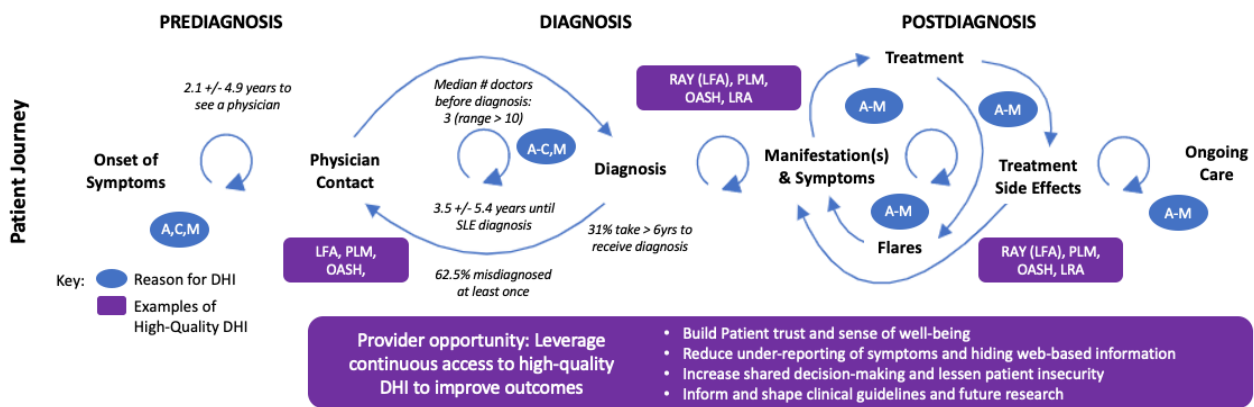 PREDIAGNOSIS
DIAGNOSIS
POSTDIAGNOSIS
Patient Journey
2.1 +/- 4.9 years to
see a physician
Onset of
Symptoms
A,C,M
Physician
Contact
Median # doctors
before diagnosis:
3 (range > 10)
A-C,M
3.5 +/- 5.4 years until
SLE diagnosis
Diagnosis
31% take > 6yrs to
receive diagnosis
62.5% misdiagnosed
at least once
LFA, PLM,
OASH,
RAY (LFA), PLM,
OASH, LRA
Treatment
A-M
A-M
Manifestation(s)
& Symptoms
A-M
Flares
Treatment
Side Effects
RAY (LFA), PLM,
OASH, LRA
Ongoing
Care
A-M
Key:
Reason for DHI
Examples of
High-Quality DHI
Provider opportunity: Leverage
continuous access to high-quality
DHI to improve outcomes
• Build Patient trust and sense of well-being
• Reduce under-reporting of symptoms and hiding web-based information
• Increase shared decision-making and lessen patient insecurity
• Inform and shape clinical guidelines and future research